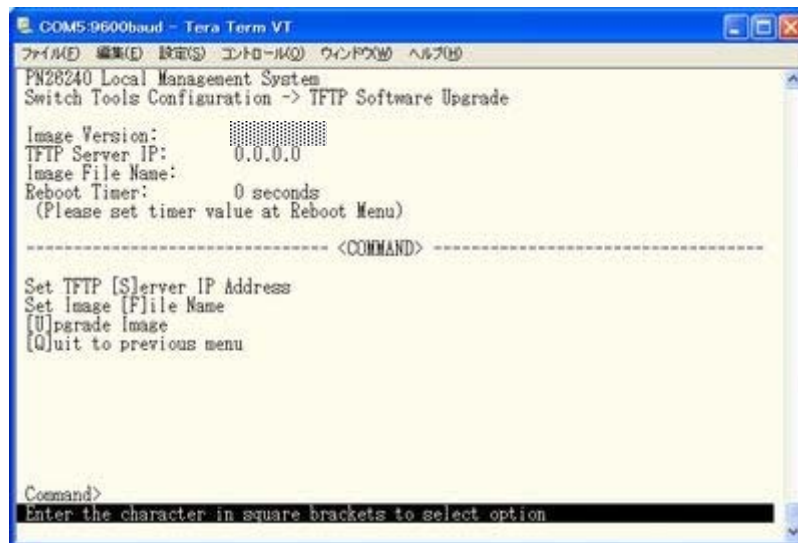 COM5:9600baud - Tera Term VT
ファイル(F) 編集(E) 設定(S) コントロール(O) ウィンドウ(W) ヘルプ(H)
PN26240 Local Management System
Switch Tools Configuration -> TFTP Software Upgrade
Image Version:
TFTP Server IP: 0.0.0.0
Image File Name:
Reboot Timer: 0 seconds
(Please set timer value at Reboot Menu)
-------------------------------- <COMMAND> ----------------------------------
Set TFTP [S]erver IP Address
Set Image [F]ile Name
[U]pgrade Image
[Q]uit to previous menu
Command>
Enter the character in square brackets to select option